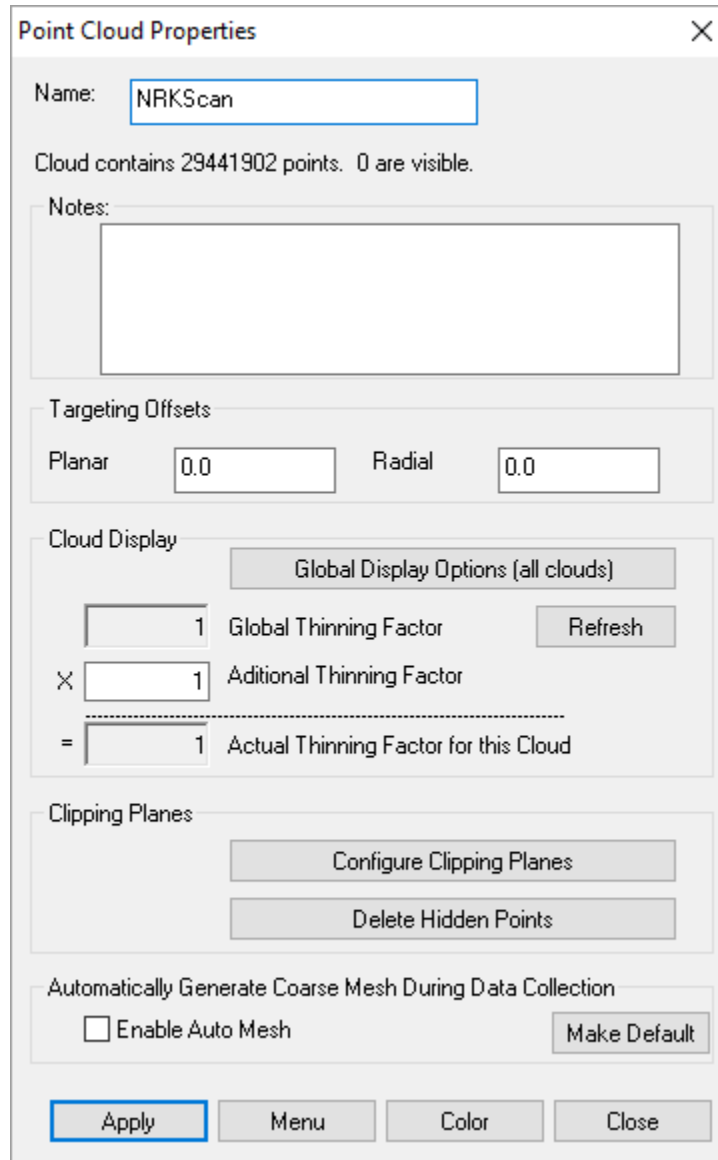 Point Cloud Properties
Name: NRKScan
Cloud contains 29441902 points. 0 are visible.
Notes:
Targeting Offsets
Planar 0.0 Radial 0.0
Cloud Display
Global Display Options (all clouds)
1 Global Thinning Factor Refresh
X 1 Aditional Thinning Factor
= 1 Actual Thinning Factor for this Cloud
Clipping Planes
Configure Clipping Planes
Delete Hidden Points
Automatically Generate Coarse Mesh During Data Collection
Enable Auto Mesh Make Default
Apply Menu Color Close